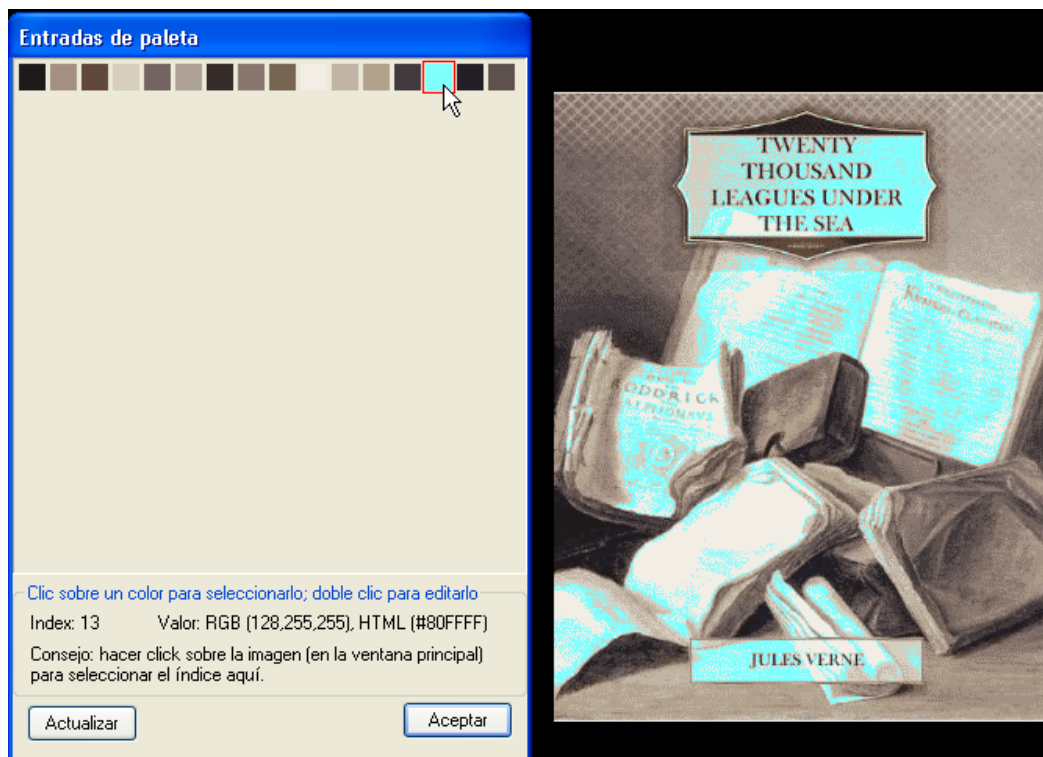 Entradas de paleta
Clic sobre un color para seleccionarlo; doble clic para editarlo
Index: 13 Valor: RGB (128,255,255), HTML (#80FFFF)
Consejo: hacer click sobre la imagen (en la ventana principal)
para seleccionar el índice aquí.
Actualizar
Aceptar
TWENTY
THOUSAND
LEAGUES UNDER
THE SEA
JULES VERNE